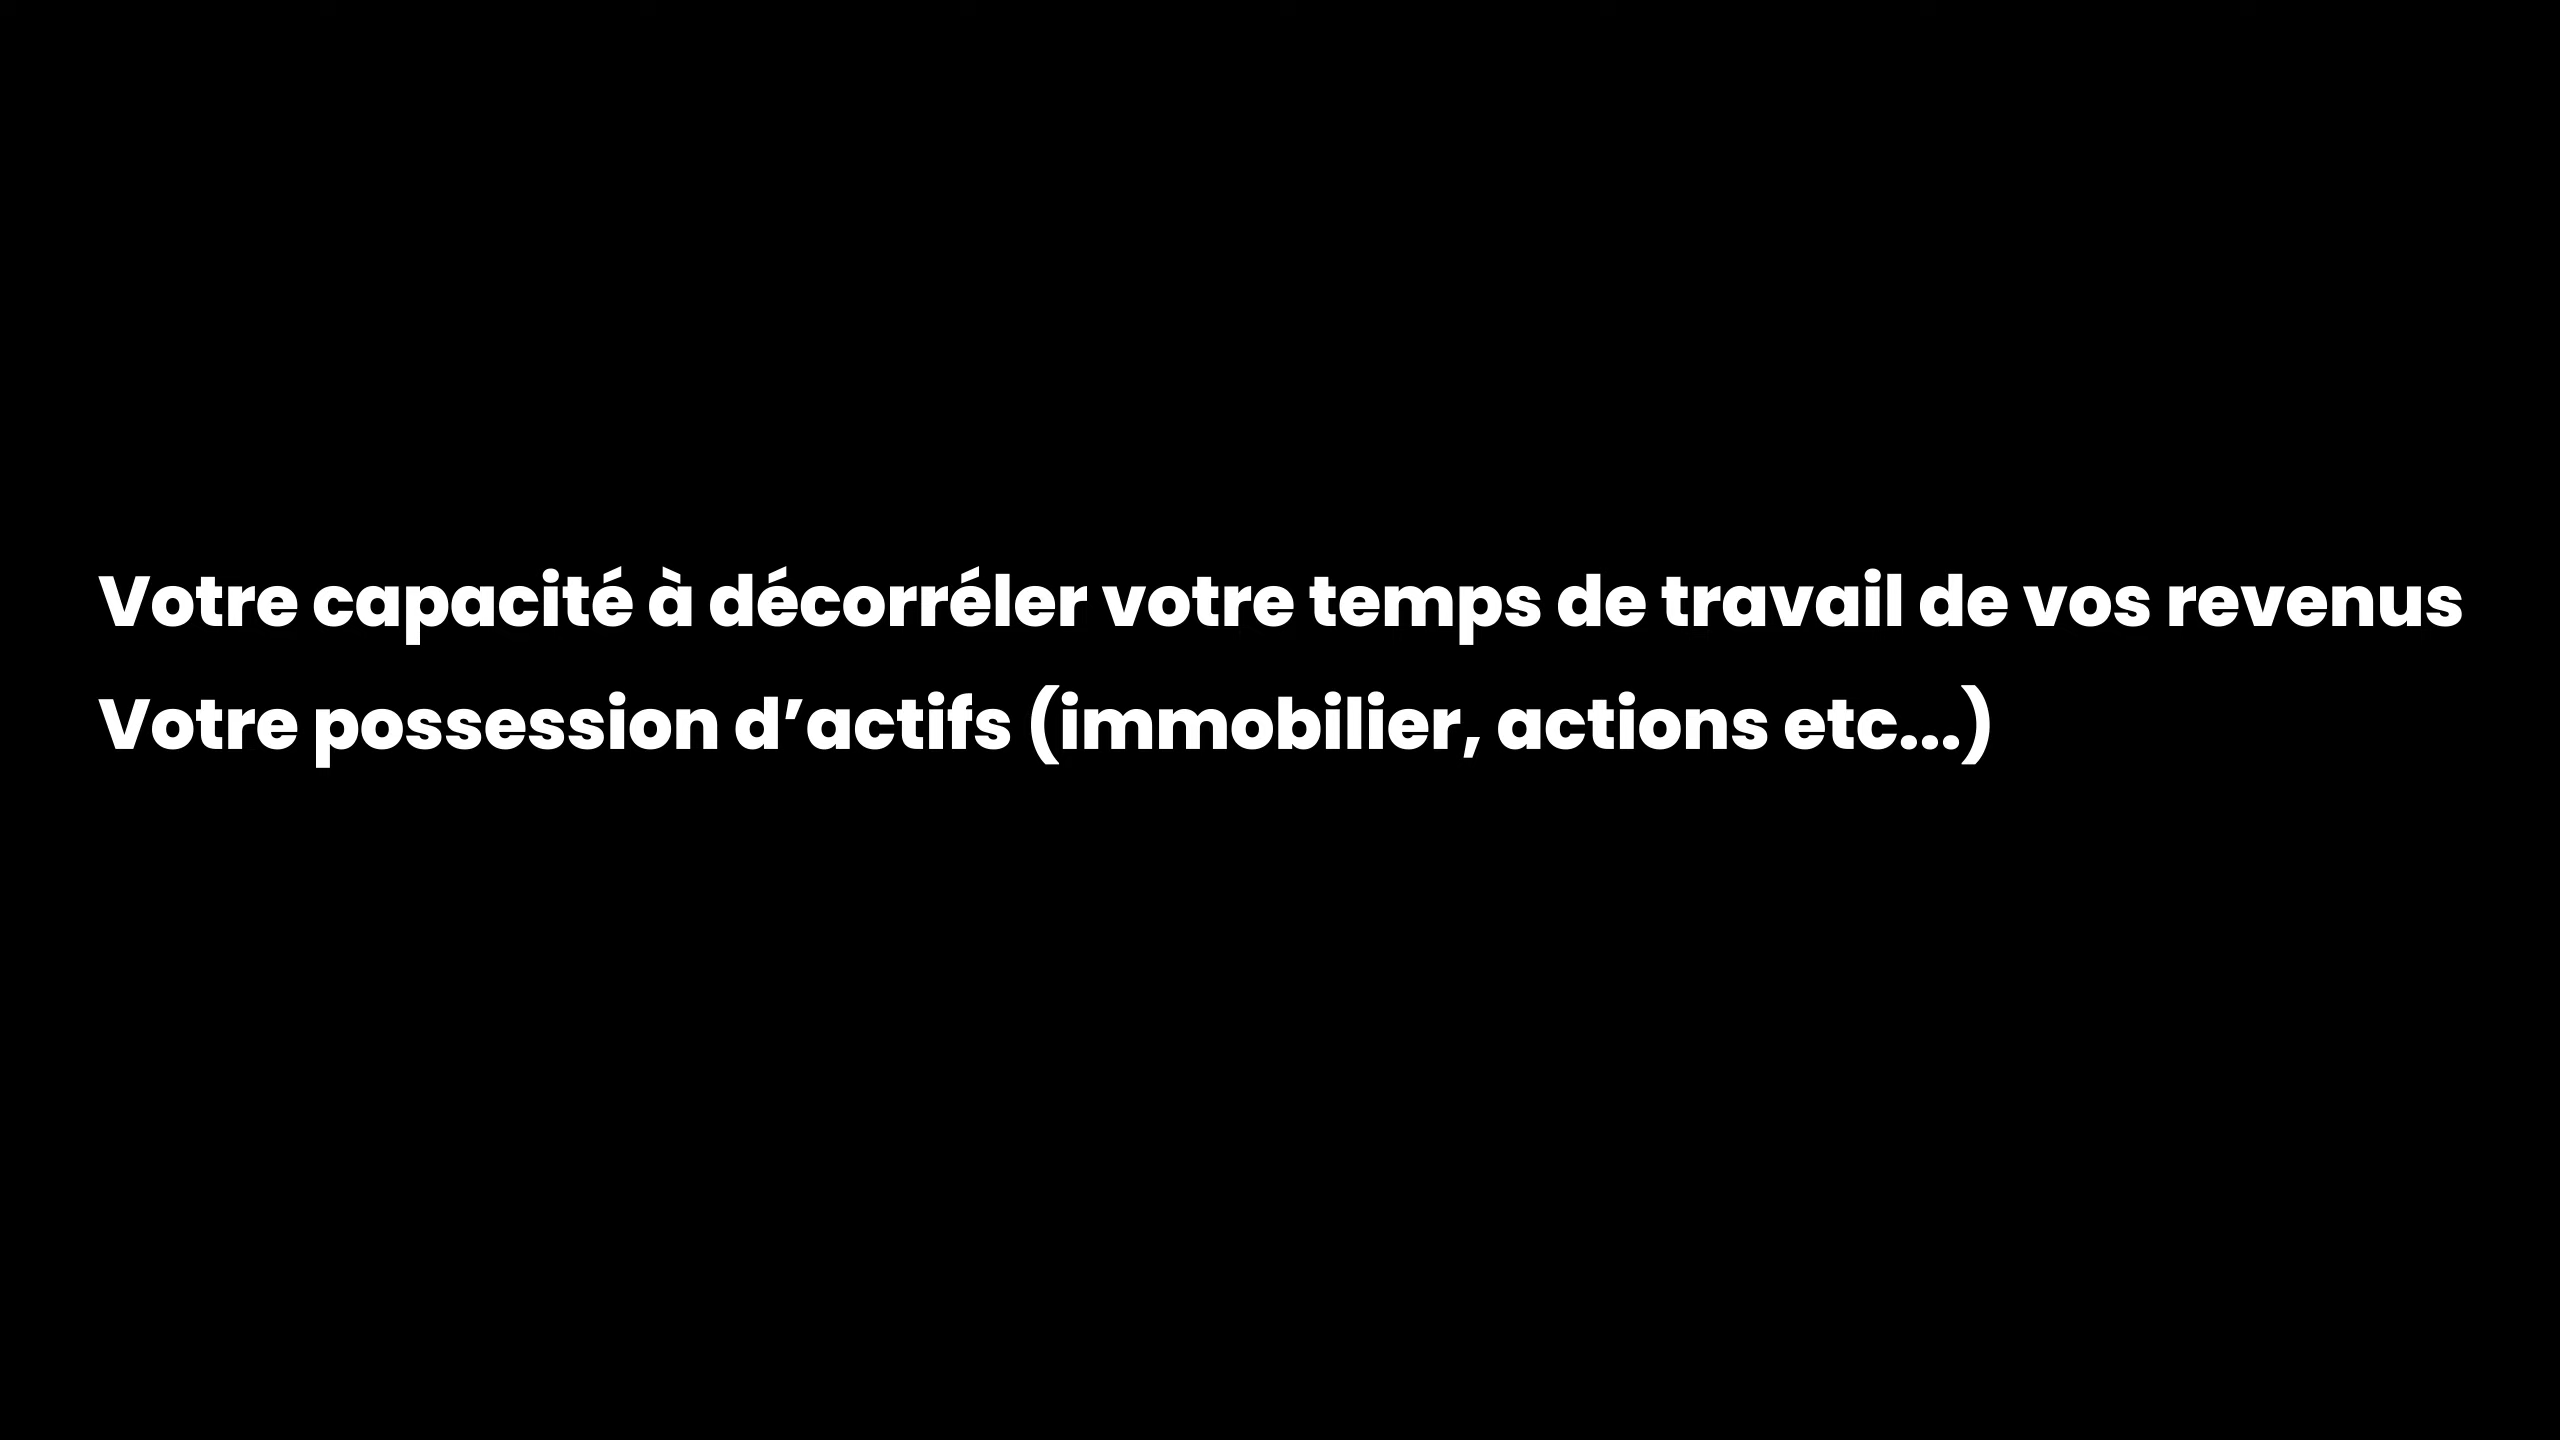 Votre capacité à décorréler votre temps de travail de vos revenus
Votre possession d’actifs (immobilier, actions etc...)